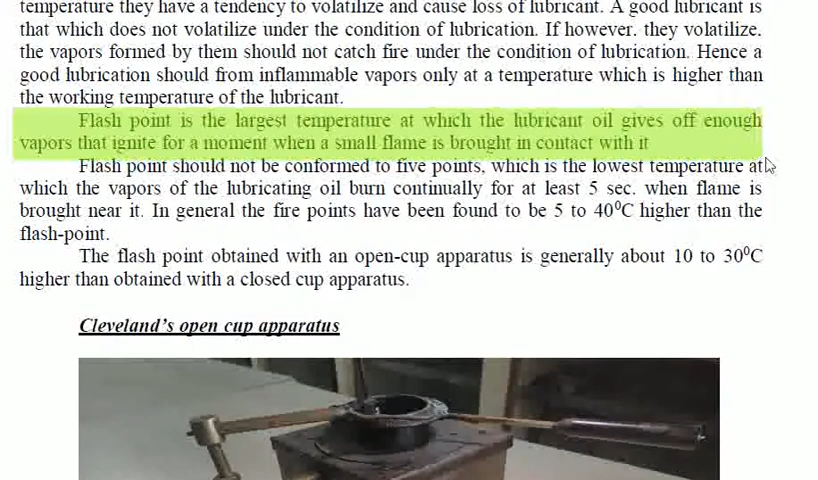 temperature they have a tendency to volatilize and cause loss of lubricant. A good lubricant is
that which does not volatilize under the condition of lubrication. If however, they volatilize,
the vapors formed by them should not catch fire under the condition of lubrication. Hence a
good lubrication should from inflammable vapors only at a temperature which is higher than
the working temperature of the lubricant.
Flash point is the largest temperature at which the lubricant oil gives off enough
vapors that ignite for a moment when a small flame is brought in contact with it
Flash point should not be conformed to five points, which is the lowest temperature at
which the vapors of the lubricating oil burn continually for at least 5 sec. when flame is
brought near it. In general the fire points have been found to be 5 to 40⁰C higher than the
flash-point.
The flash point obtained with an open-cup apparatus is generally about 10 to 30⁰C
higher than obtained with a closed cup apparatus.
Cleveland's open cup apparatus